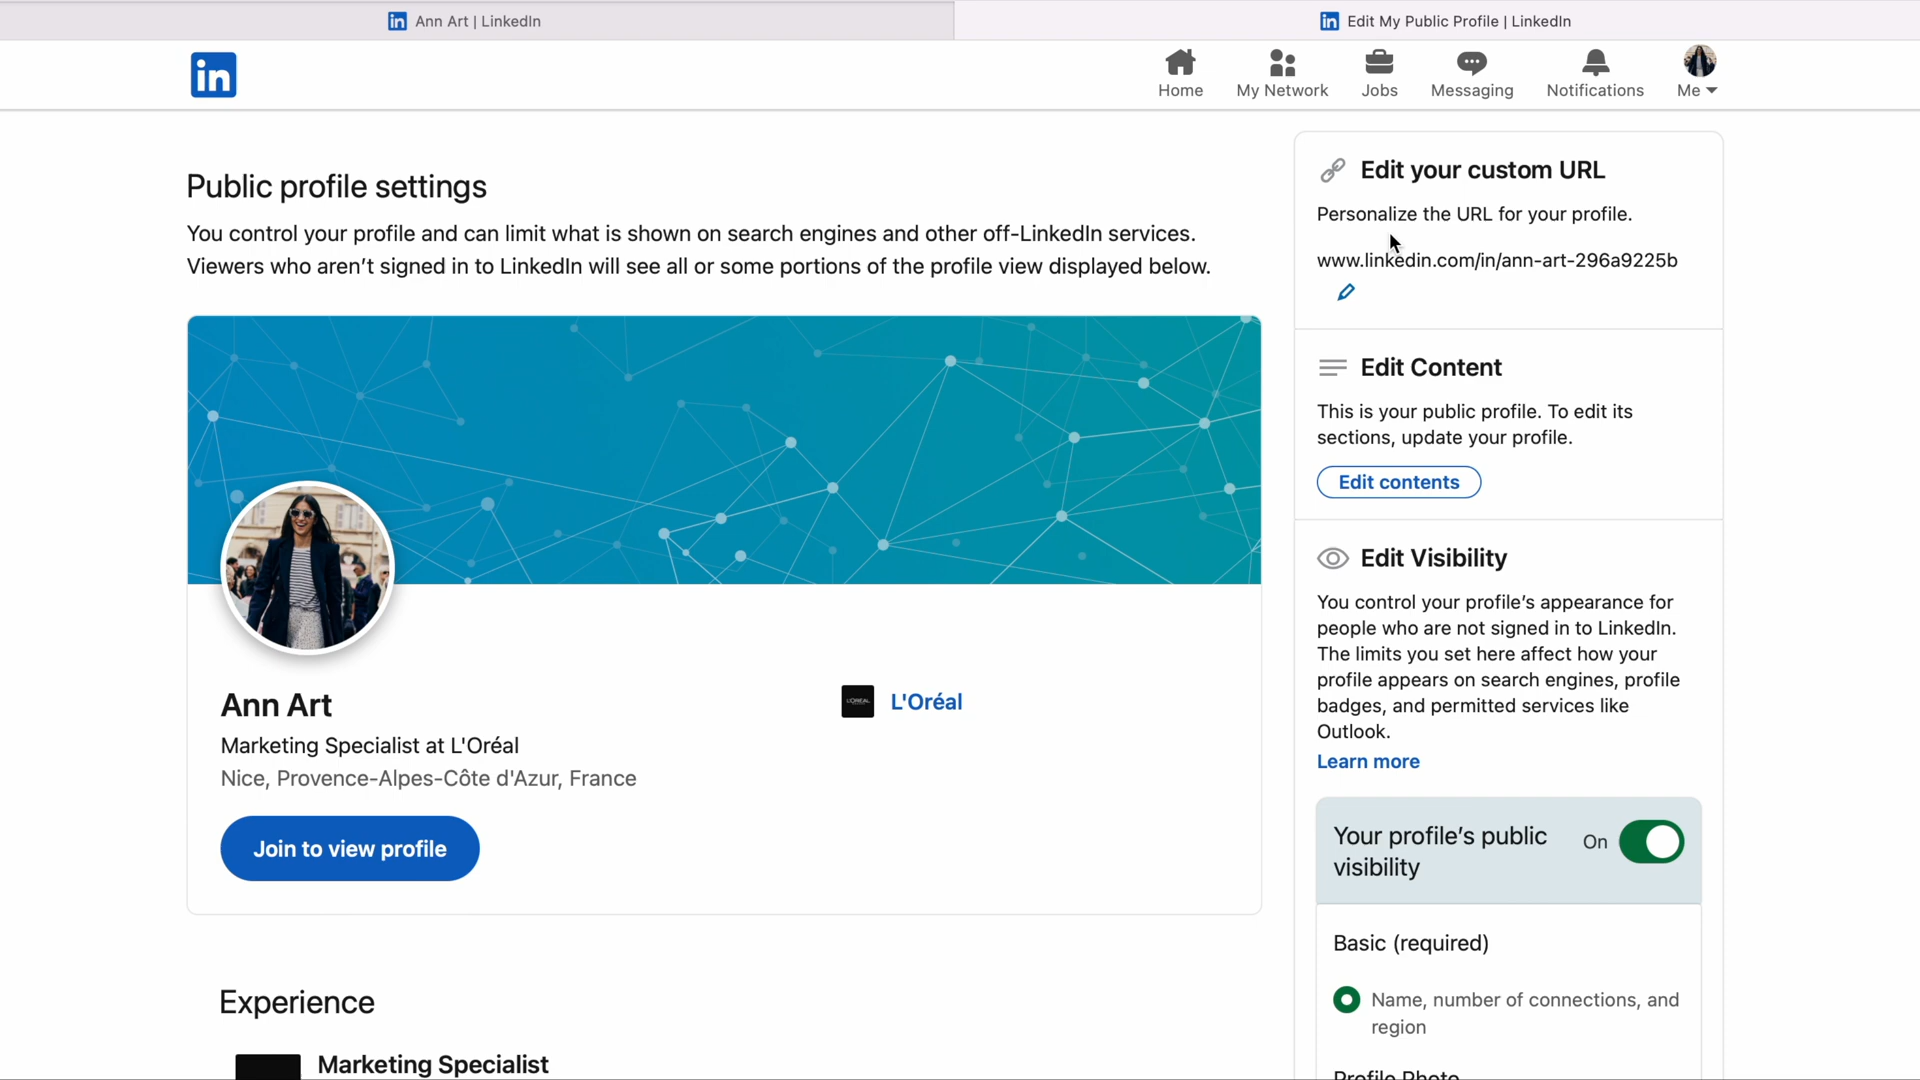 Ann Art | LinkedIn
Edit My Public Profile | LinkedIn
in
Home
My Network
Jobs
Messaging
Notifications
Me
Public profile settings
You control your profile and can limit what is shown on search engines and other off-LinkedIn services.
Viewers who aren’t signed in to LinkedIn will see all or some portions of the profile view displayed below.
Ann Art
Marketing Specialist at L'Oréal
Nice, Provence-Alpes-Côte d'Azur, France
L'ORÉAL
L'Oréal
Join to view profile
Experience
Marketing Specialist
Edit your custom URL
Personalize the URL for your profile.
www.linkedin.com/in/ann-art-296a9225b
Edit Content
This is your public profile. To edit its
sections, update your profile.
Edit contents
Edit Visibility
You control your profile’s appearance for
people who are not signed in to LinkedIn.
The limits you set here affect how your
profile appears on search engines, profile
badges, and permitted services like
Outlook.
Learn more
Your profile’s public
visibility
On
Basic (required)
Name, number of connections, and
region
Profile Photo